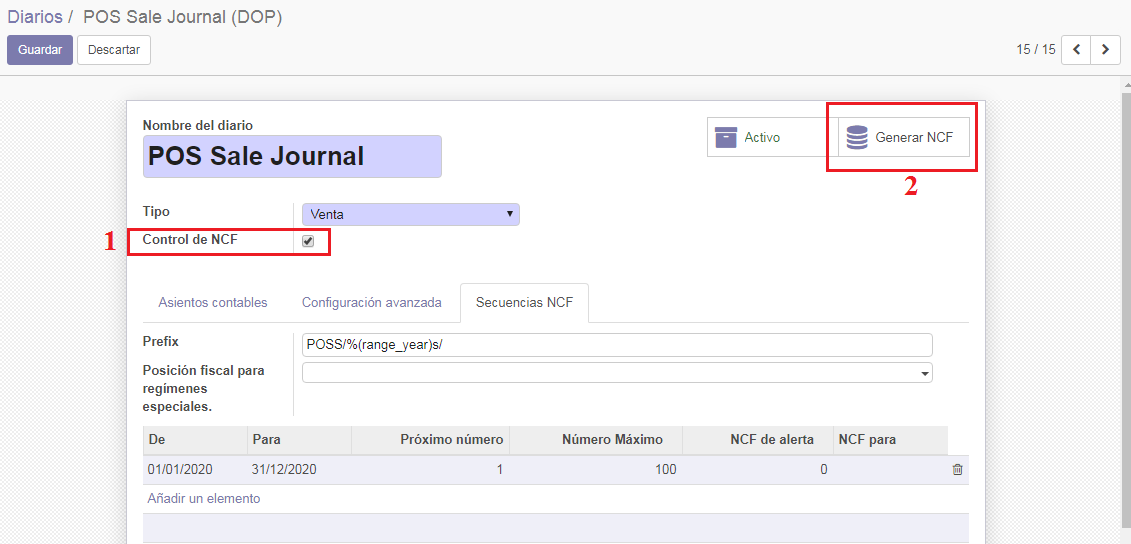 Diarios / POS Sale Journal (DOP)
Guardar Descartar 15 / 15
Nombre del diario
POS Sale Journal
Activo Generar NCF
2
Tipo Venta
1 Control de NCF
Asientos contables Configuración avanzada Secuencias NCF
Prefix POSS/%(range_year)s/
Posición fiscal para
regímenes
especiales.
De Para Próximo número Número Máximo NCF de alerta NCF para
01/01/2020 31/12/2020 1 100 0
Añadir un elemento